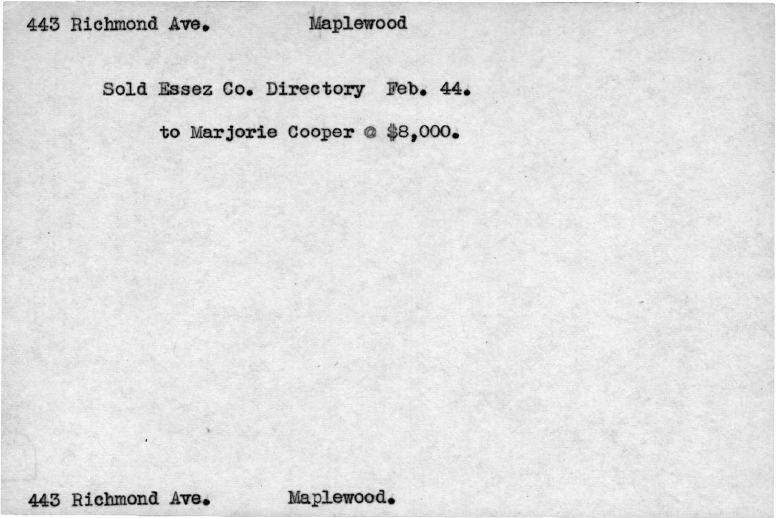 443 Richmond Ave. Maplewood
Sold Essez Co. Directory Feb. 44.
to Marjorie Cooper @ $8,000.
443 Richmond Ave. Maplewood.